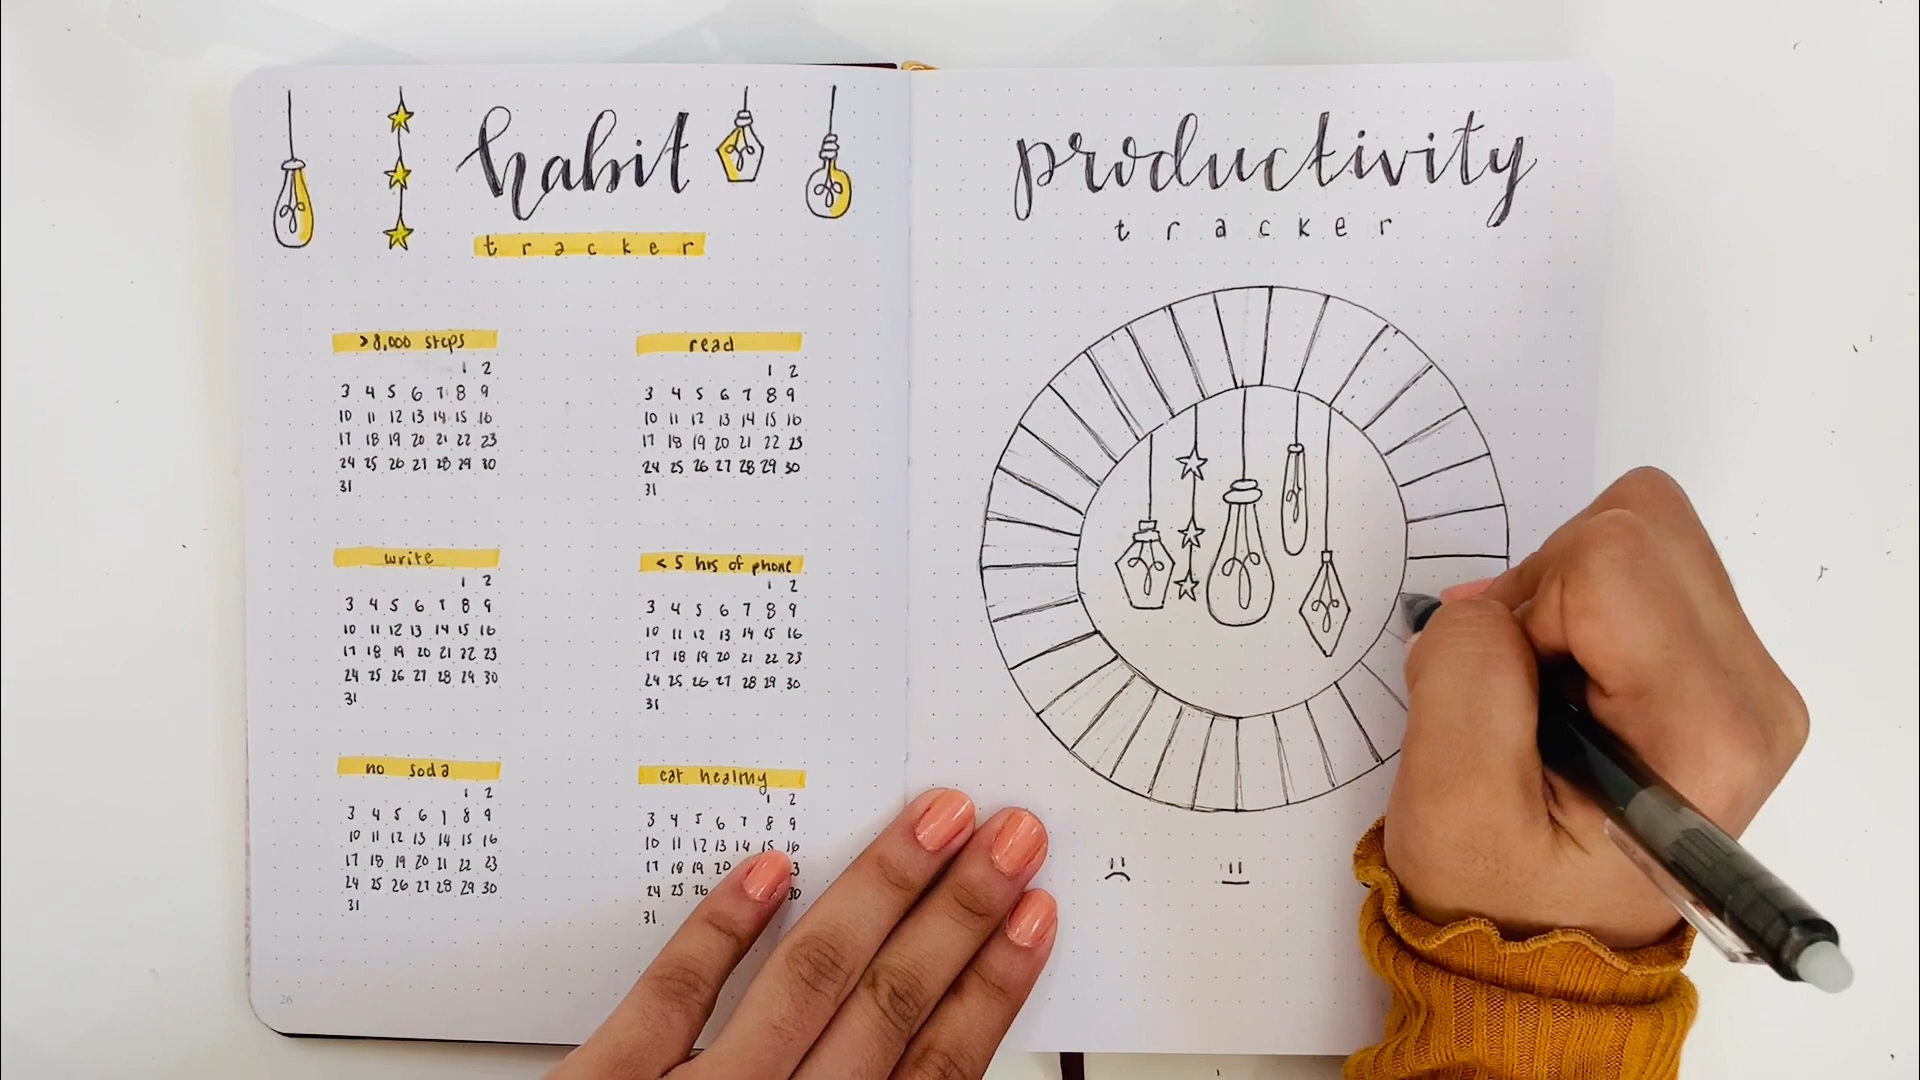 habit
tracker
>8,000 steps
1 2
3 4 5 6 7 8 9
10 11 12 13 14 15 16
17 18 19 20 21 22 23
24 25 26 27 28 29 30
31
read
1 2
3 4 5 6 7 8 9
10 11 12 13 14 15 16
17 18 19 20 21 22 23
24 25 26 27 28 29 30
31
write
1 2
3 4 5 6 7 8 9
10 11 12 13 14 15 16
17 18 19 20 21 22 23
24 25 26 27 28 29 30
31
< 5 hrs of phone
1 2
3 4 5 6 7 8 9
10 11 12 13 14 15 16
17 18 19 20 21 22 23
24 25 26 27 28 29 30
31
no soda
1 2
3 4 5 6 7 8 9
10 11 12 13 14 15 16
17 18 19 20 21 22 23
24 25 26 27 28 29 30
31
eat healthy
1 2
3 4 5 6 7 8 9
10 11 12 13 14 15 16
17 18 19 20
24 25 26 30
31
26
productivity
tracker